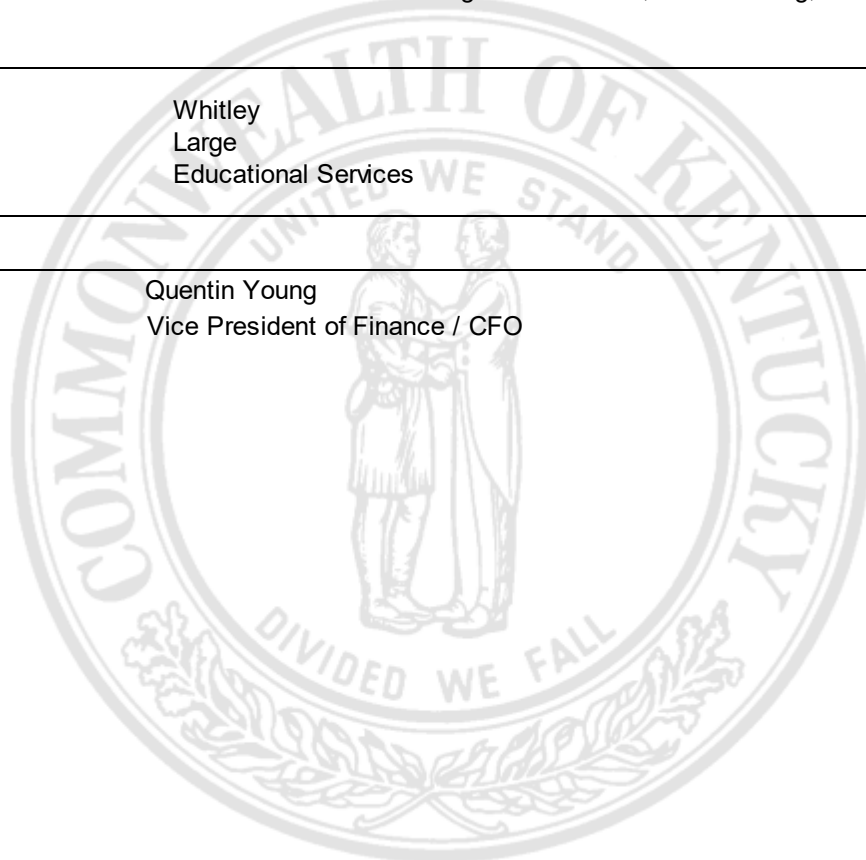 Whitley
Large
Educational Services
Quentin Young
Vice President of Finance / CFO
COMMONWEALTH OF KENTUCKY
UNITED WE STAND
DIVIDED WE FALL